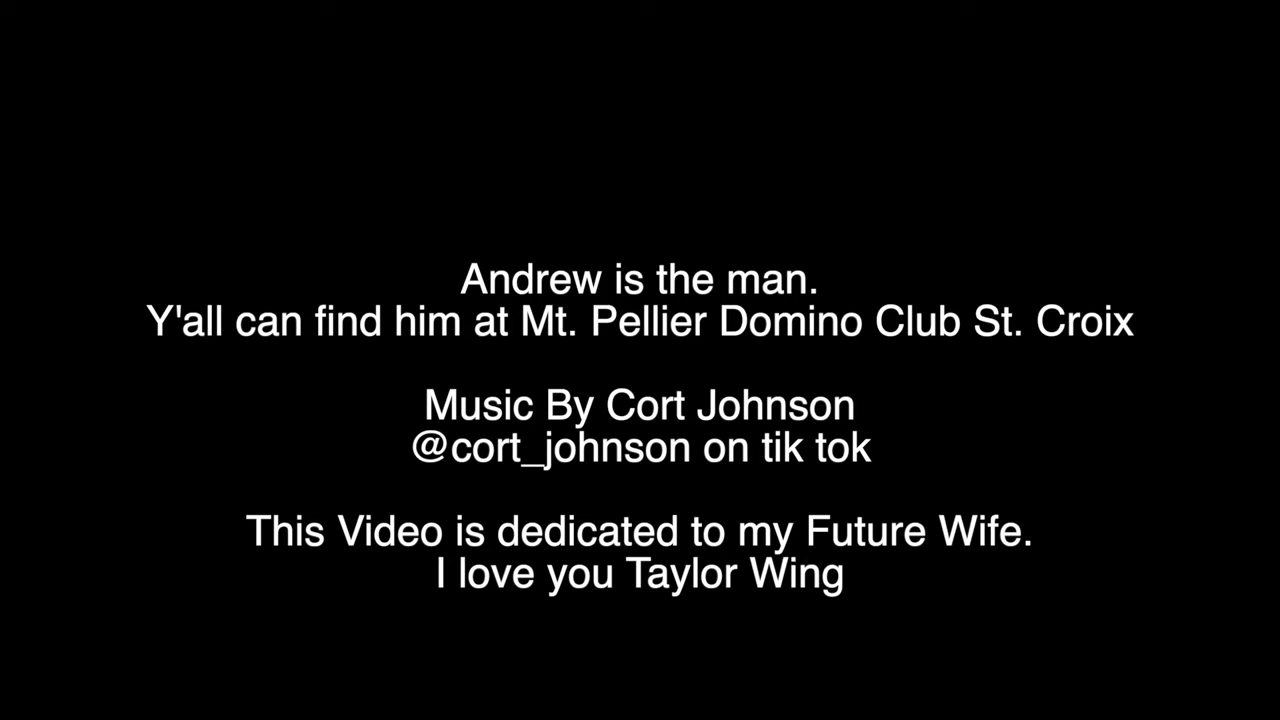 Andrew is the man.
Y'all can find him at Mt. Pellier Domino Club St. Croix
Music By Cort Johnson
@cort_johnson on tik tok
This Video is dedicated to my Future Wife.
I love you Taylor Wing